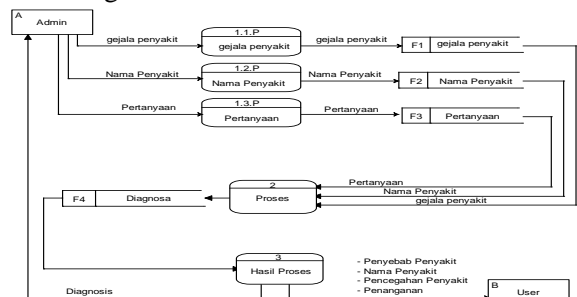 A
Admin
gejala penyakit
1.1.P
gejala penyakit
gejala penyakit
F1 gejala penyakit
Nama Penyakit
1.2.P
Nama Penyakit
Nama Penyakit
F2 Nama Penyakit
Pertanyaan
1.3.P
Pertanyaan
Pertanyaan
F3 Pertanyaan
Pertanyaan
Nama Penyakit
gejala penyakit
2
Proses
F4 Diagnosa
3
Hasil Proses
- Penyebab Penyakit
- Nama Penyakit
- Pencegahan Penyakit
- Penanganan
Diagnosis
B
User